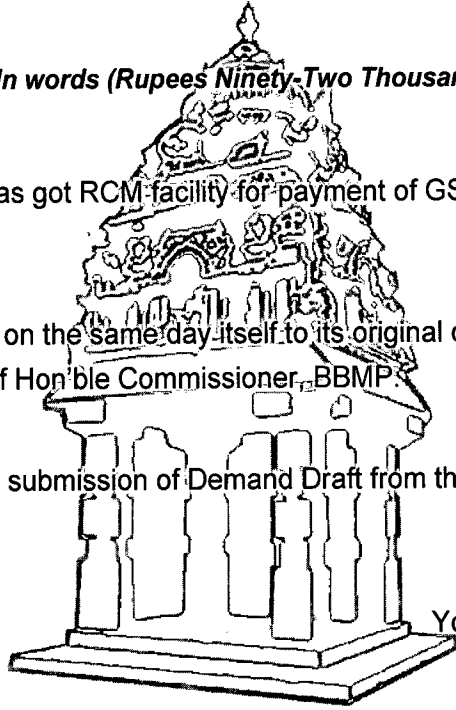 In words (Rupees Ninety-Two Thousan
as got RCM facility for payment of GS
on the same day itself to its original
f Hon'ble Commissioner, BBMP.
submission of Demand Draft from th
Yo